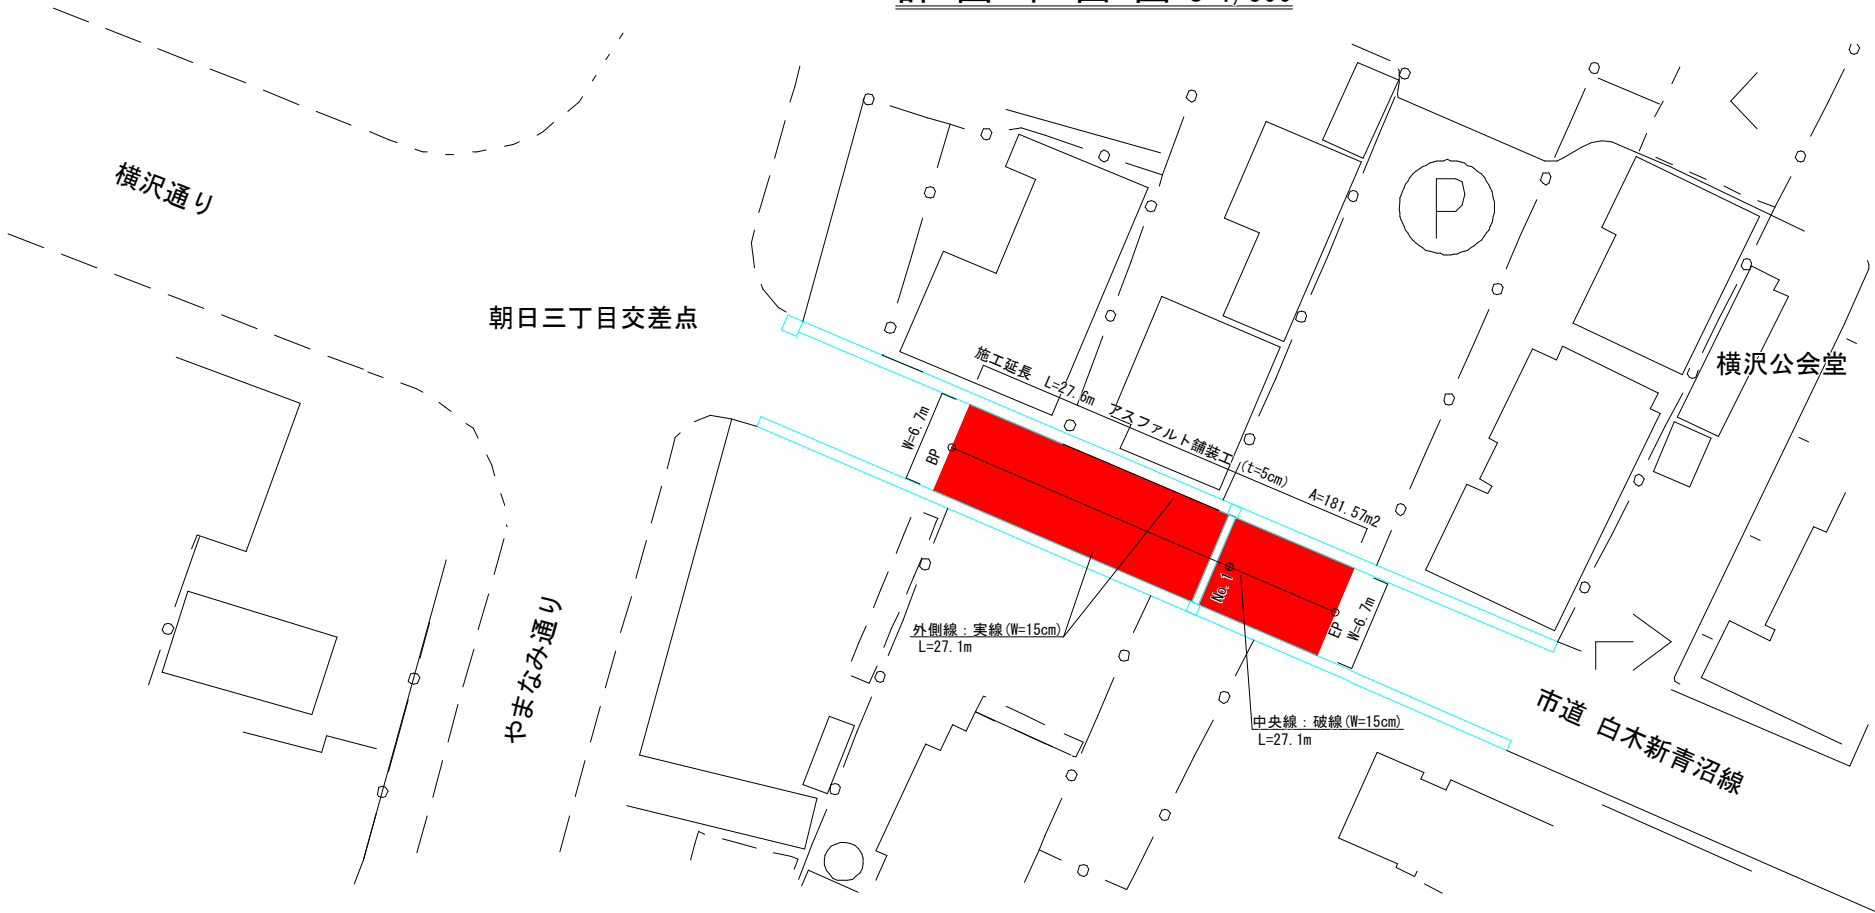 横沢通り
朝日三丁目交差点
P
横沢公会堂
施工延長 L=27.6m アスファルト舗装工 (t=5cm) A=181.57m2
W=6.7m
BP
No. 1
EP
W=6.7m
外側線：実線(W=15cm)
L=27.1m
中央線：破線(W=15cm)
L=27.1m
やまなみ通り
市道 白木新青沼線